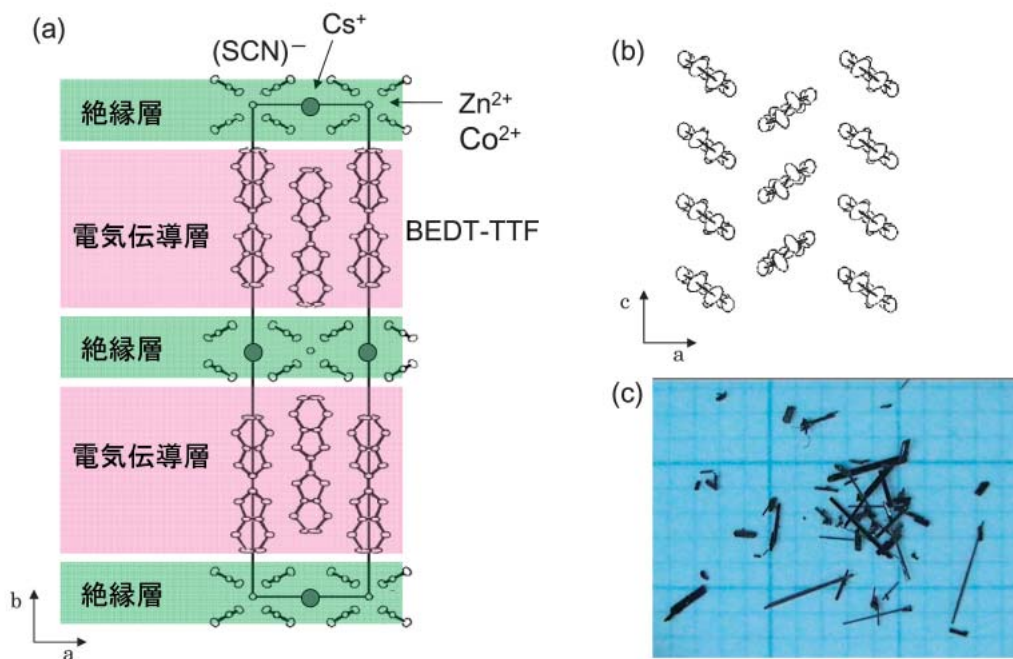 (a)
(SCN)⁻
Cs⁺
絶縁層
Zn²⁺
Co²⁺
電気伝導層
BEDT-TTF
絶縁層
電気伝導層
絶縁層
b
a
(b)
c
a
(c)